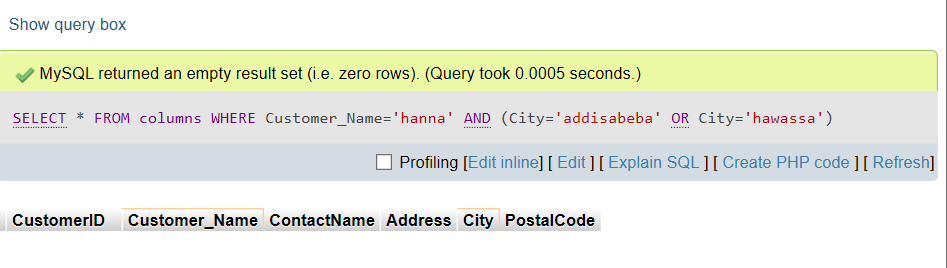 Show query box
MySQL returned an empty result set (i.e. zero rows). (Query took 0.0005 seconds.)
SELECT * FROM columns WHERE Customer_Name='hanna' AND (City='addisabeba' OR City='hawassa')
Profiling [Edit inline] [ Edit ] [ Explain SQL ] [ Create PHP code ] [ Refresh]
CustomerID Customer_Name ContactName Address City PostalCode